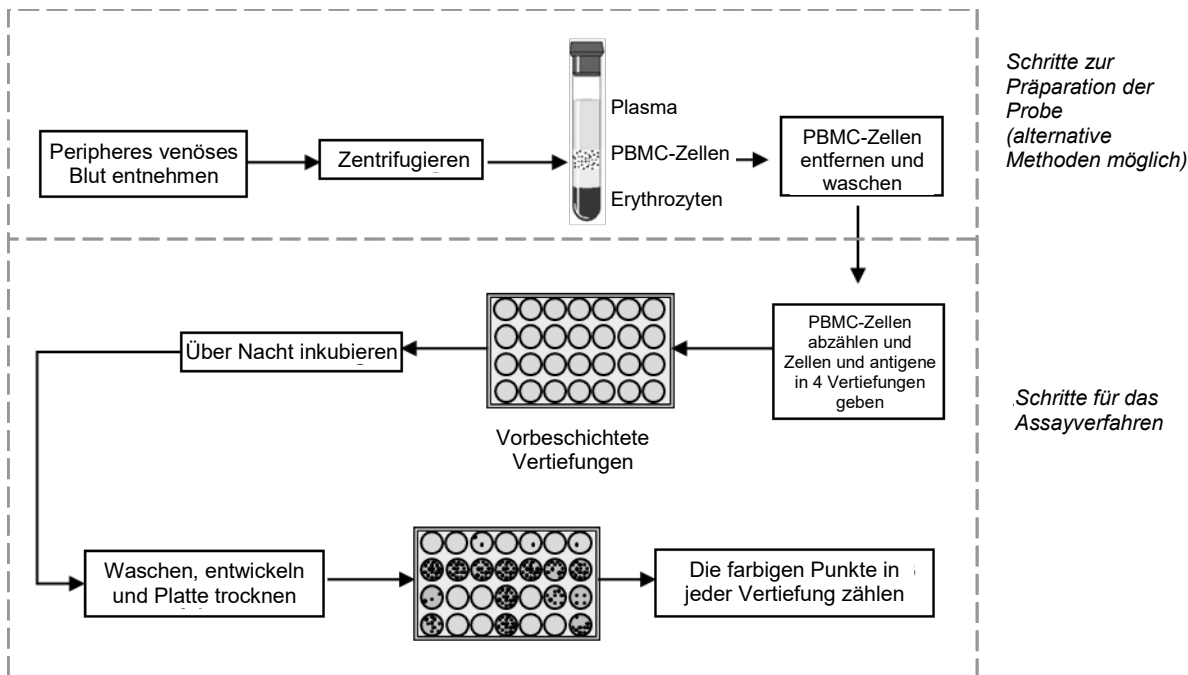 Peripheres venöses
Blut entnehmen
Zentrifugieren
Plasma
PBMC-Zellen
Erythrozyten
PBMC-Zellen
entfernen und
waschen
Schritte zur
Präparation der
Probe
(alternative
Methoden möglich)
PBMC-Zellen
abzählen und
Zellen und antigene
in 4 Vertiefungen
geben
Vorbeschichtete
Vertiefungen
Über Nacht inkubieren
Schritte für das
Assayverfahren
Waschen, entwickeln
und Platte trocknen
Die farbigen Punkte in
jeder Vertiefung zählen